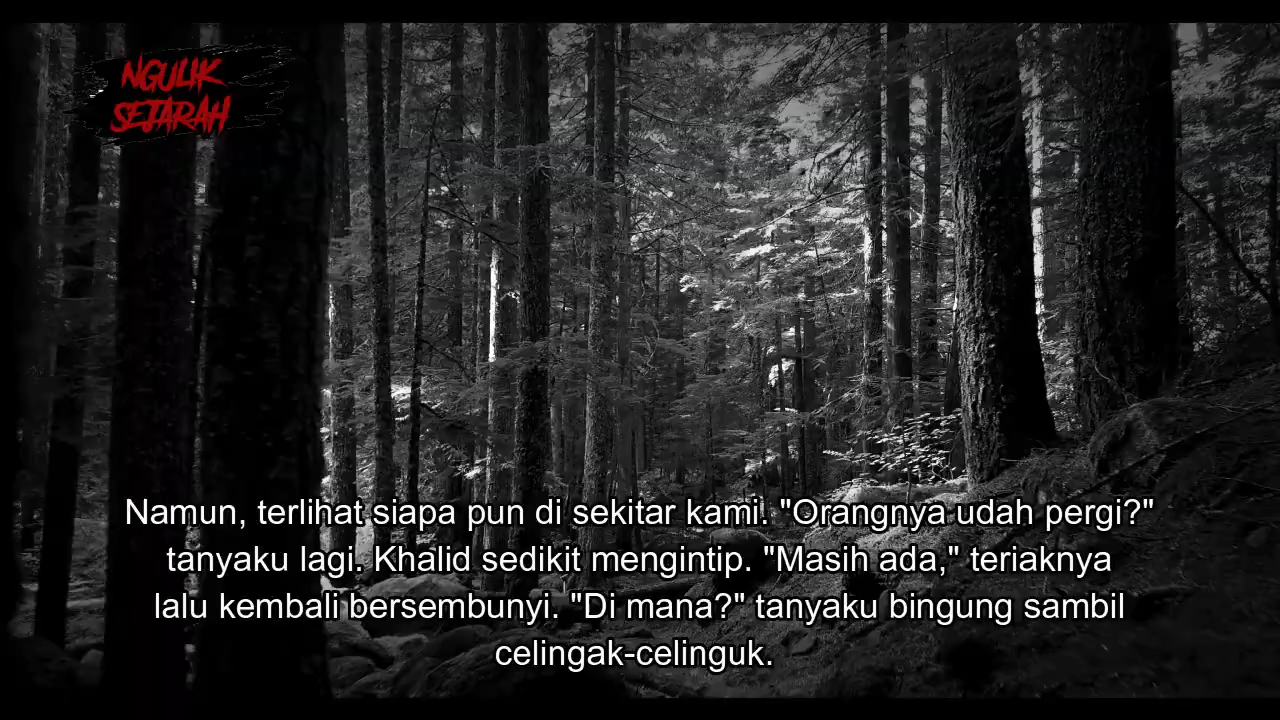 NGULIK
SEJARAH
Namun, terlihat siapa pun di sekitar kami. "Orangnya udah pergi?"
tanyaku lagi. Khalid sedikit mengintip. "Masih ada," teriaknya
lalu kembali bersembunyi. "Di mana?" tanyaku bingung sambil
celingak-celinguk.